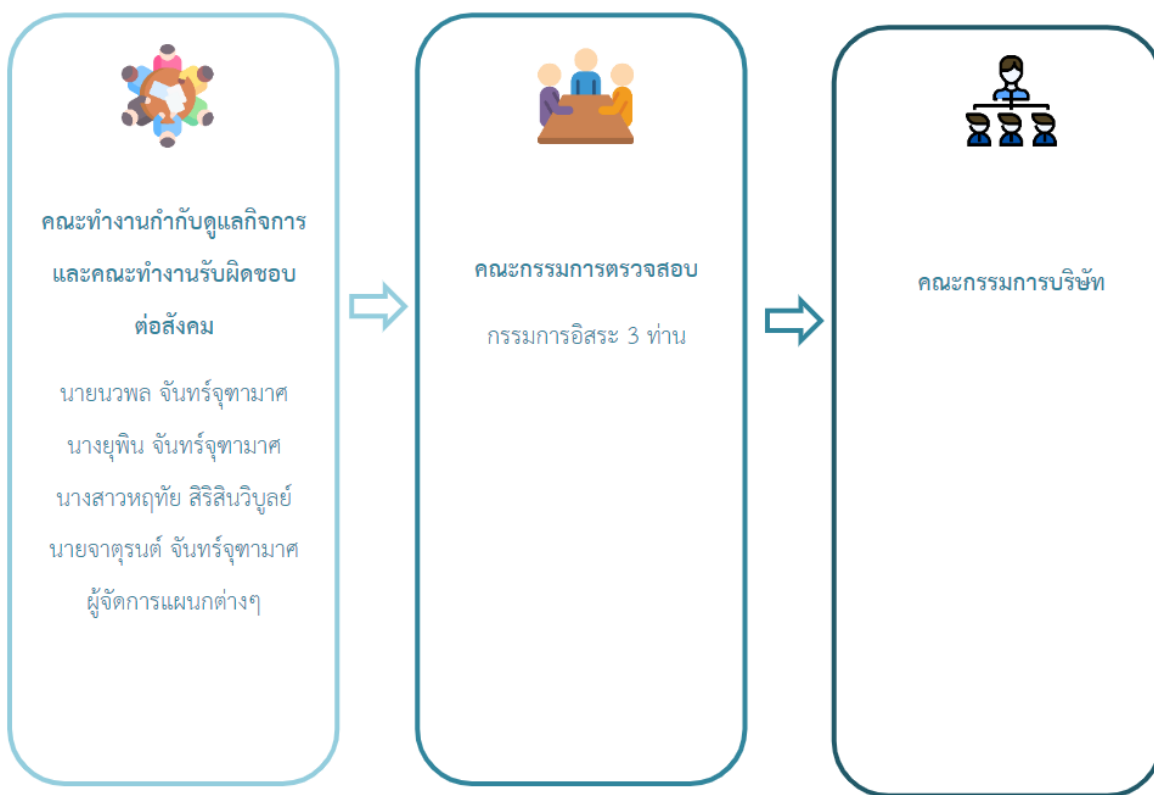 คณะทำงานกำกับดูแลกิจการ
และคณะทำงานรับผิดชอบ
ต่อสังคม
นายนวพล จันทร์จุฑามาศ
นางยุพิน จันทร์จุฑามาศ
นางสาวหฤทัย สิริสินวิบูลย์
นายจาตุรนต์ จันทร์จุฑามาศ
ผู้จัดการแผนกต่างๆ
คณะกรรมการตรวจสอบ
กรรมการอิสระ 3 ท่าน
คณะกรรมการบริษัท